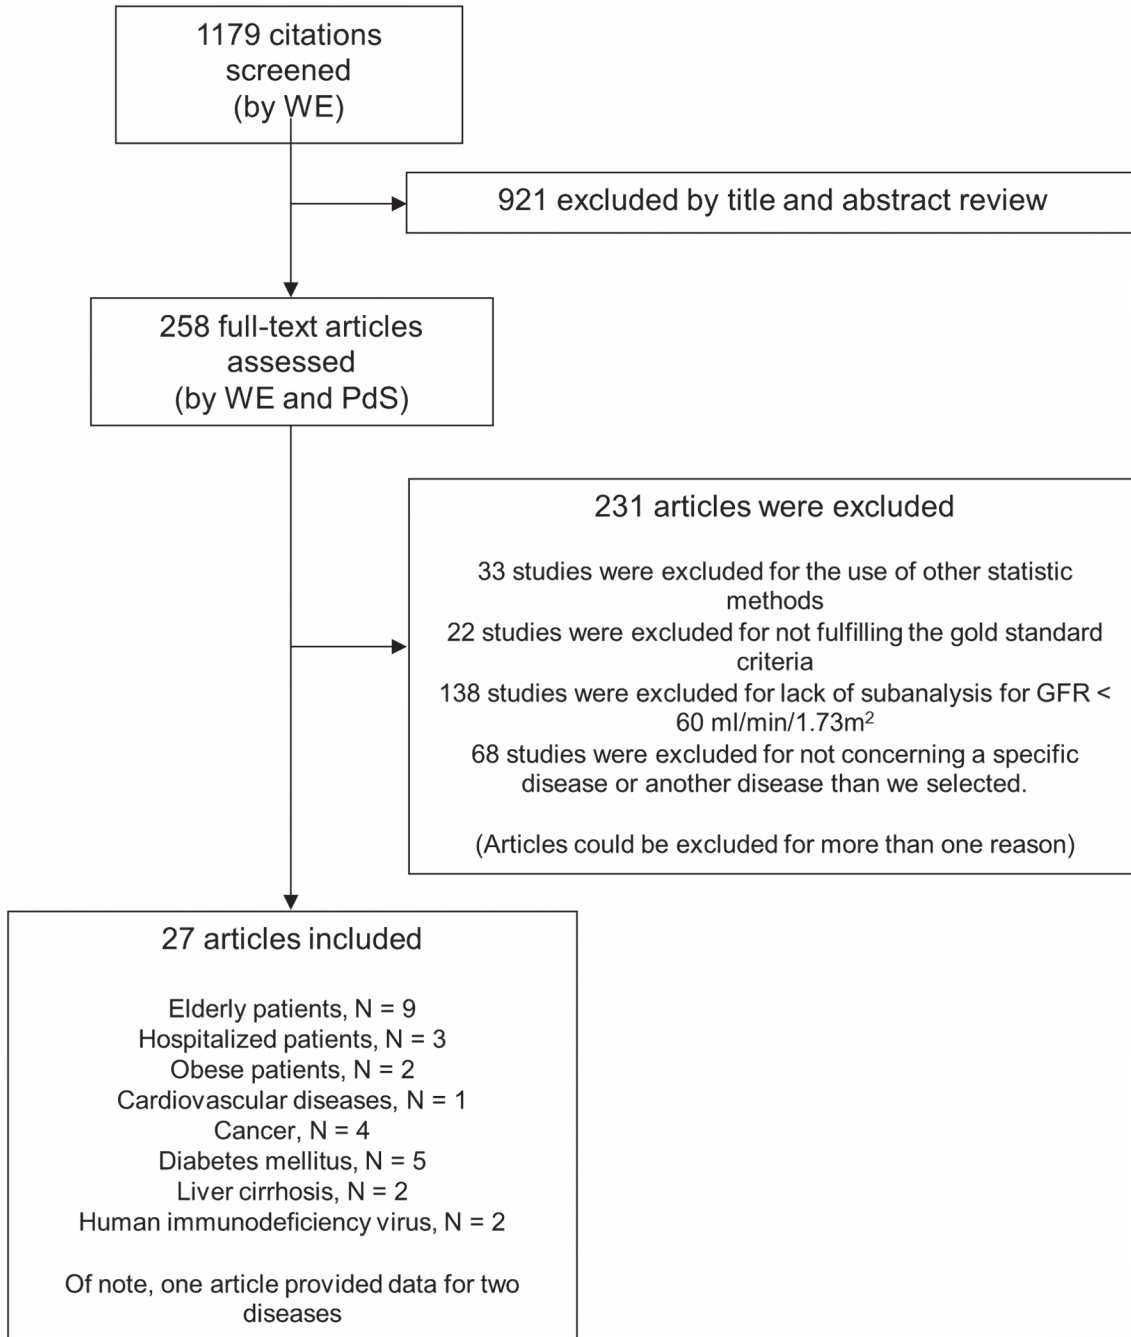 1179 citations
screened
(by WE)
921 excluded by title and abstract review
258 full-text articles
assessed
(by WE and PdS)
231 articles were excluded
33 studies were excluded for the use of other statistic
methods
22 studies were excluded for not fulfilling the gold standard
criteria
138 studies were excluded for lack of subanalysis for GFR <
60 ml/min/1.73m²
68 studies were excluded for not concerning a specific
disease or another disease than we selected.
(Articles could be excluded for more than one reason)
27 articles included
Elderly patients, N = 9
Hospitalized patients, N = 3
Obese patients, N = 2
Cardiovascular diseases, N = 1
Cancer, N = 4
Diabetes mellitus, N = 5
Liver cirrhosis, N = 2
Human immunodeficiency virus, N = 2
Of note, one article provided data for two
diseases